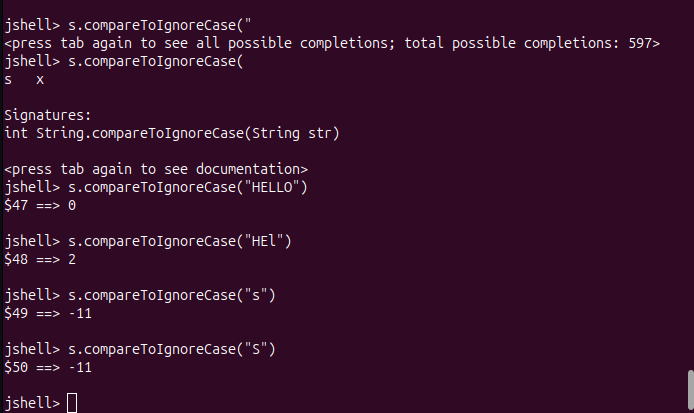 jshell> s.compareToIgnoreCase("
<press tab again to see all possible completions; total possible completions: 597>
jshell> s.compareToIgnoreCase(
s   x
Signatures:
int String.compareToIgnoreCase(String str)
<press tab again to see documentation>
jshell> s.compareToIgnoreCase("HELLO")
$47 ==> 0
jshell> s.compareToIgnoreCase("HEl")
$48 ==> 2
jshell> s.compareToIgnoreCase("s")
$49 ==> -11
jshell> s.compareToIgnoreCase("S")
$50 ==> -11
jshell>